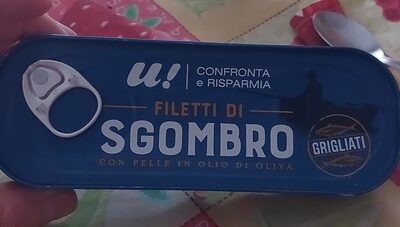 u! CONFRONTA
e RISPARMIA
FILETTI DI
SGOMBRO
GRIGLIATI
CON PELLE IN OLIO DI OLIVA